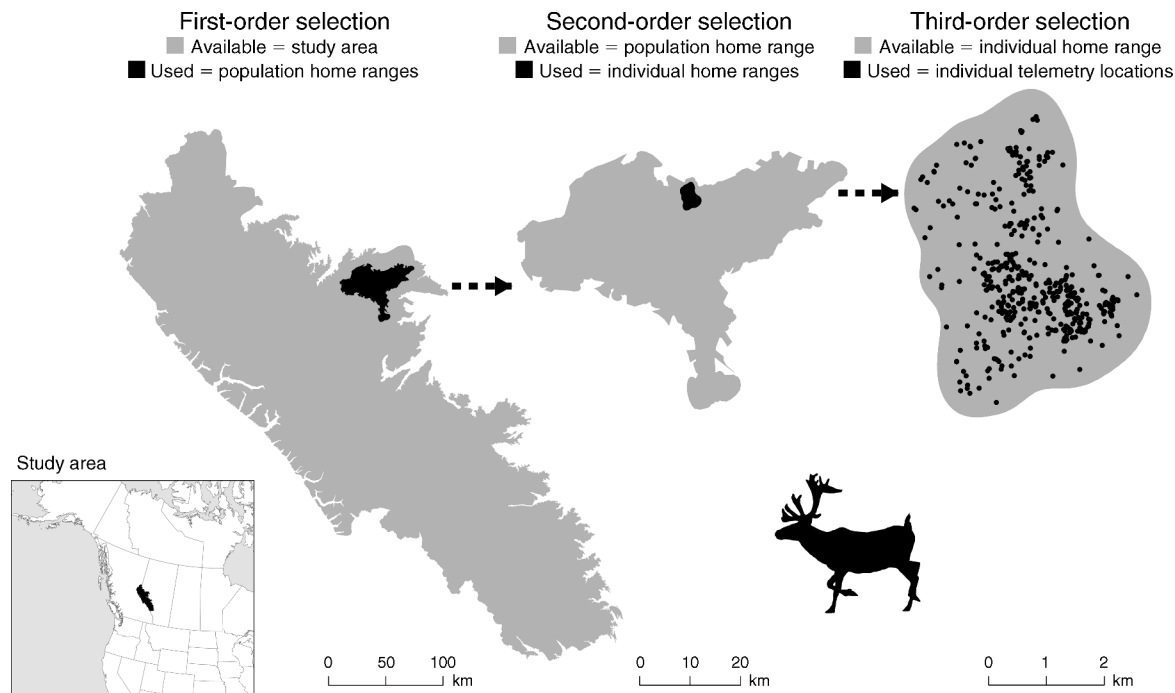 First-order selection
Available = study area
Used = population home ranges
Second-order selection
Available = population home range
Used = individual home ranges
Third-order selection
Available = individual home range
Used = individual telemetry locations
Study area
0 50 100
km
0 10 20
km
0 1 2
km